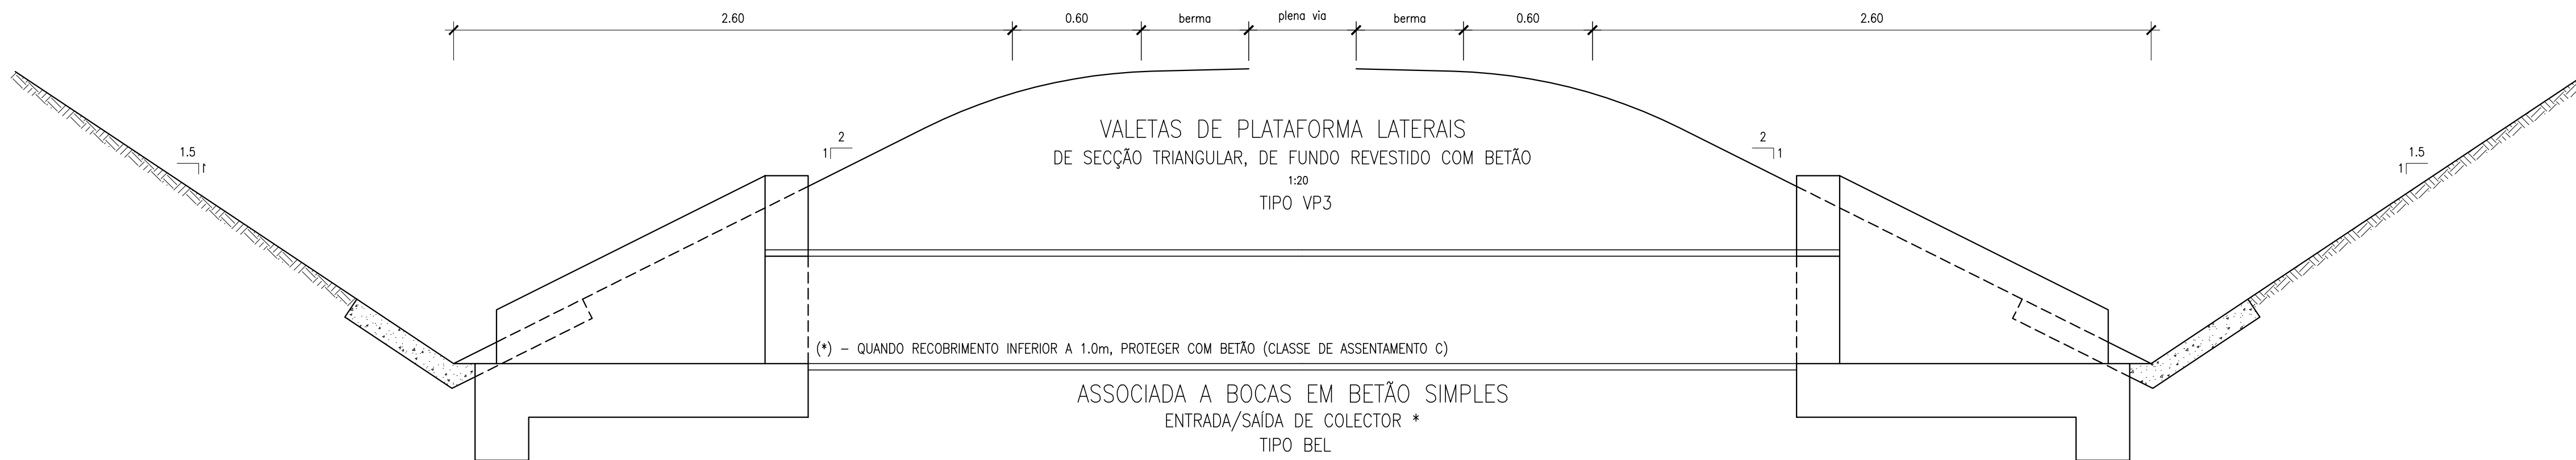 2.60
0.60
berma
plena via
berma
0.60
2.60
VALETAS DE PLATAFORMA LATERAIS
DE SECÇÃO TRIANGULAR, DE FUNDO REVESTIDO COM BETÃO
1:20
TIPO VP3
1.5
1
2
1
2
1
1.5
1
(*) – QUANDO RECOBRIMENTO INFERIOR A 1.0m, PROTEGER COM BETÃO (CLASSE DE ASSENTAMENTO C)
ASSOCIADA A BOCAS EM BETÃO SIMPLES
ENTRADA/SAÍDA DE COLECTOR *
TIPO BEL